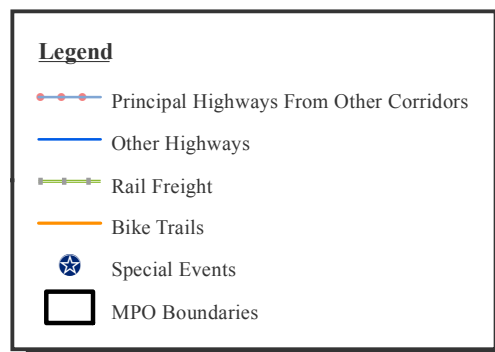 Legend
Principal Highways From Other Corridors
Other Highways
Rail Freight
Bike Trails
Special Events
MPO Boundaries